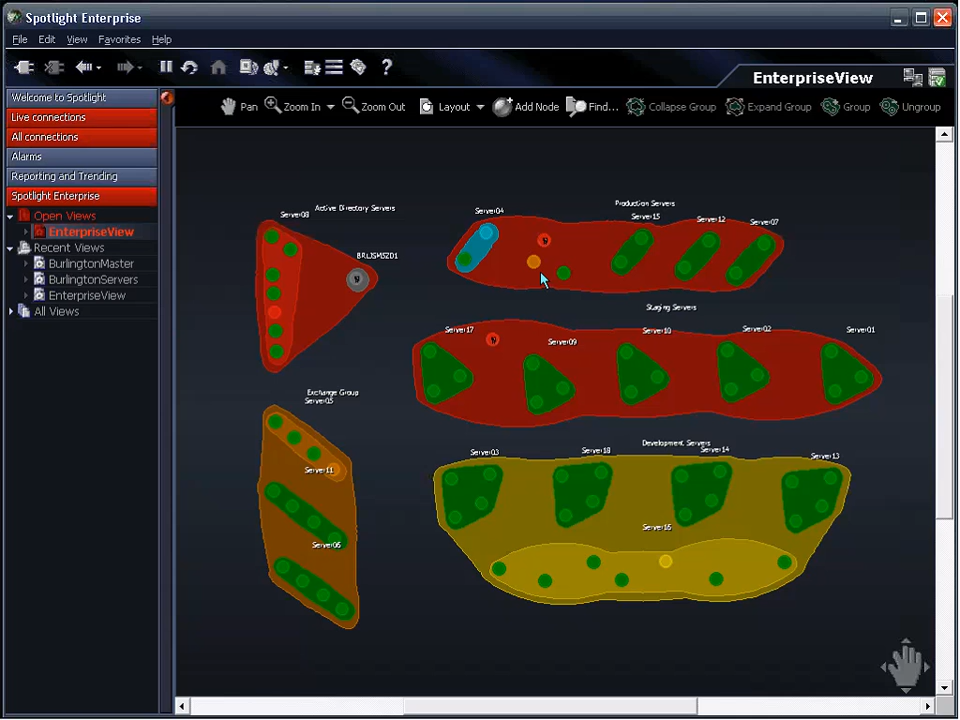 Spotlight Enterprise
File Edit View Favorites Help
EnterpriseView
Welcome to Spotlight
Live connections
All connections
Alarms
Reporting and Trending
Spotlight Enterprise
Open Views
EnterpriseView
Recent Views
BurlingtonMaster
BurlingtonServers
EnterpriseView
All Views
Pan Zoom In Zoom Out Layout Add Node Find... Collapse Group Expand Group Group Ungroup
Active Directory Servers
Server08
Production Servers
Server04
Server15
Server12
Server07
Staging Servers
Server17
Server09
Server10
Server02
Server01
Exchange Group
Server05
Server11
Server06
Development Servers
Server03
Server18
Server14
Server13
Server16